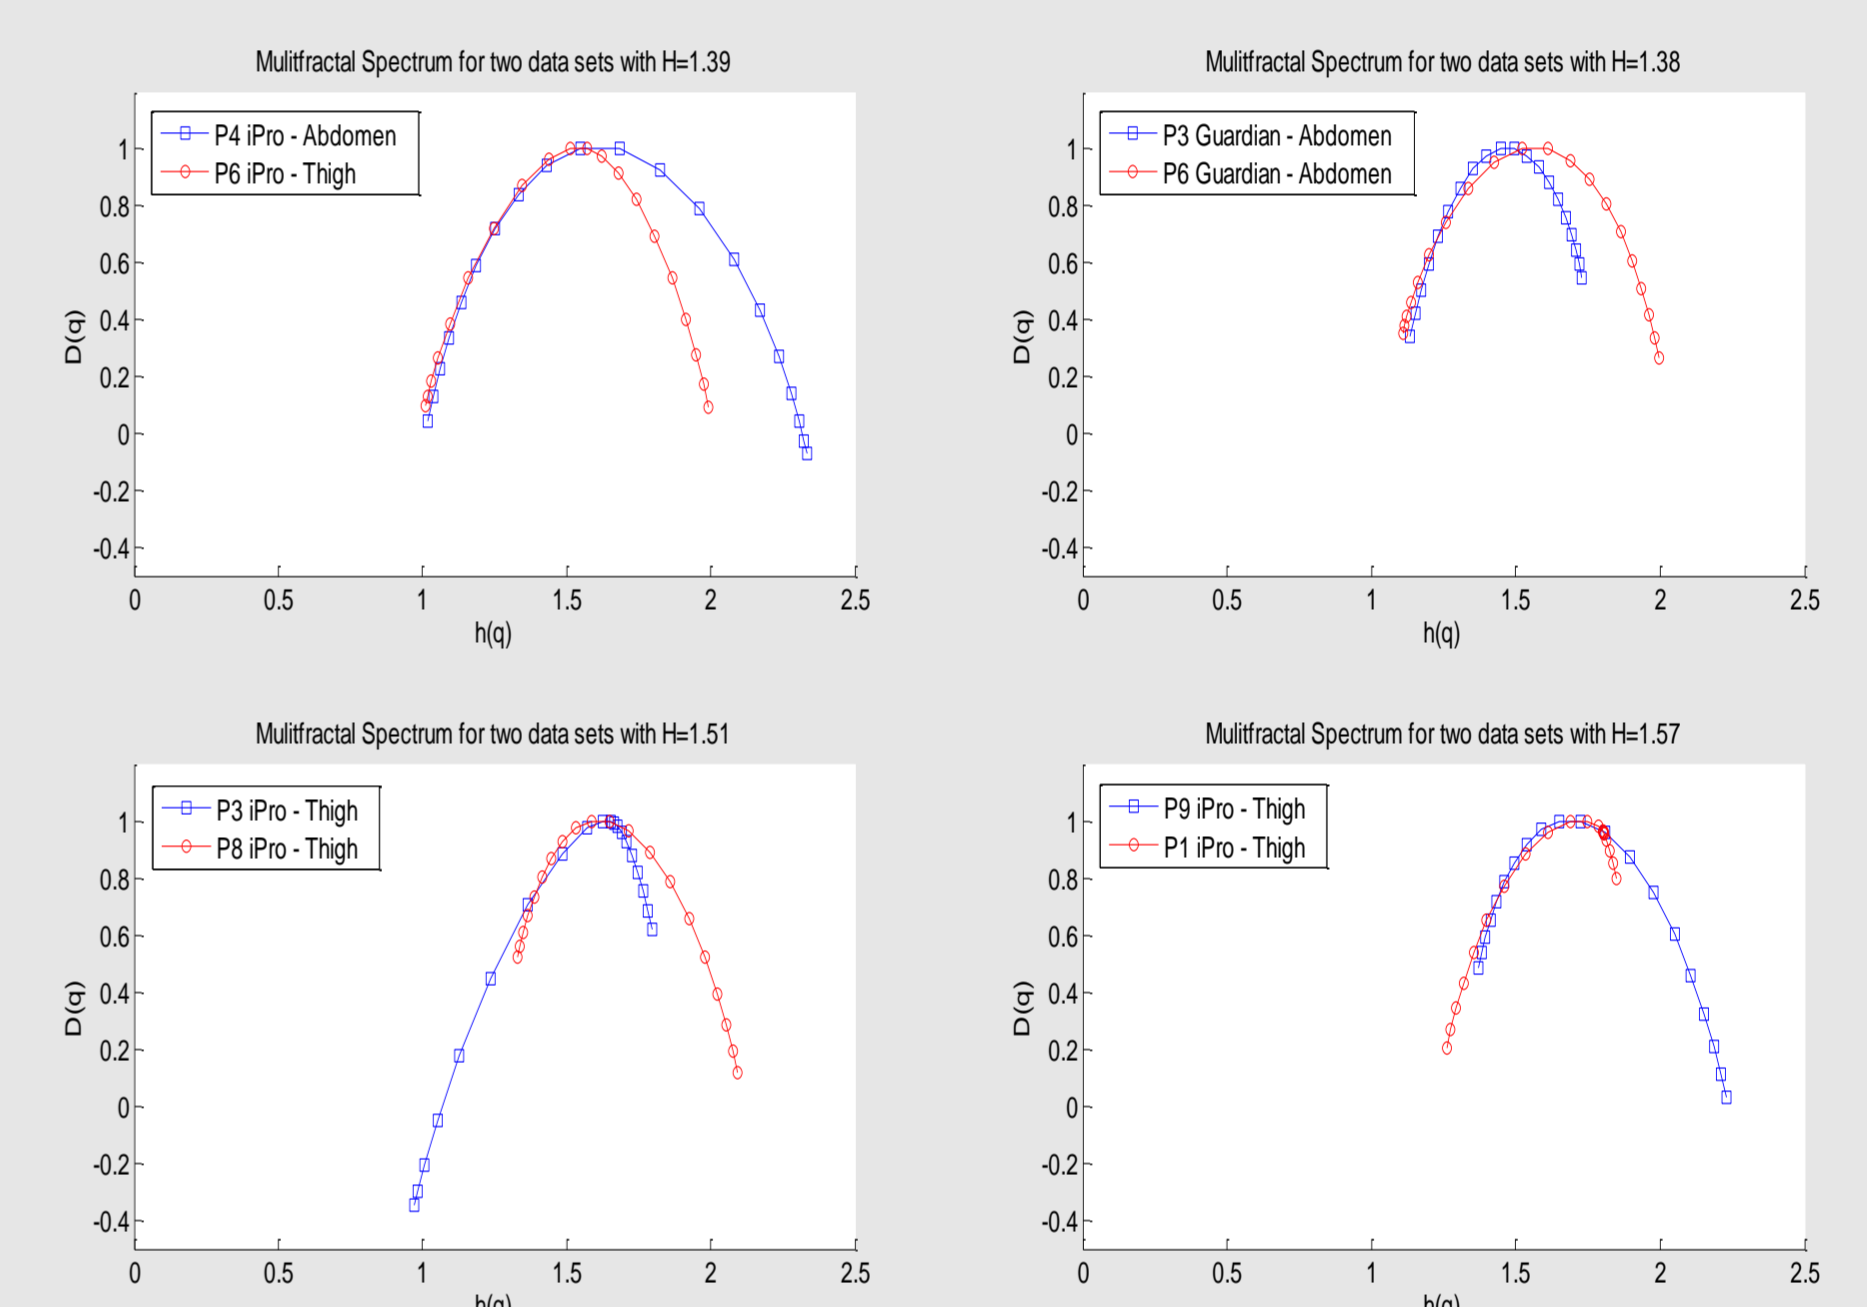 Mulitfractal Spectrum for two data sets with H=1.39
P4 iPro - Abdomen
P6 iPro - Thigh
1
0.8
0.6
0.4
0.2
0
-0.2
-0.4
D(q)
0 0.5 1 1.5 2 2.5
h(q)
Mulitfractal Spectrum for two data sets with H=1.38
P3 Guardian - Abdomen
P6 Guardian - Abdomen
1
0.8
0.6
0.4
0.2
0
-0.2
-0.4
D(q)
0 0.5 1 1.5 2 2.5
h(q)
Mulitfractal Spectrum for two data sets with H=1.51
P3 iPro - Thigh
P8 iPro - Thigh
1
0.8
0.6
0.4
0.2
0
-0.2
-0.4
D(q)
0 0.5 1 1.5 2 2.5
h(q)
Mulitfractal Spectrum for two data sets with H=1.57
P9 iPro - Thigh
P1 iPro - Thigh
1
0.8
0.6
0.4
0.2
0
-0.2
-0.4
D(q)
0 0.5 1 1.5 2 2.5
h(q)